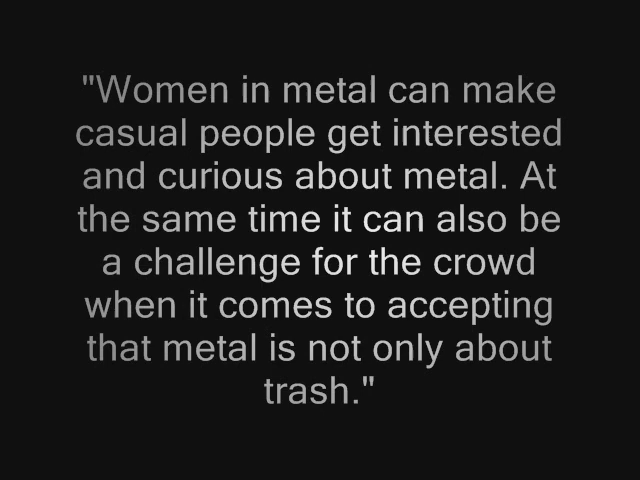 "Women in metal can make
casual people get interested
and curious about metal. At
the same time it can also be
a challenge for the crowd
when it comes to accepting
that metal is not only about
trash."